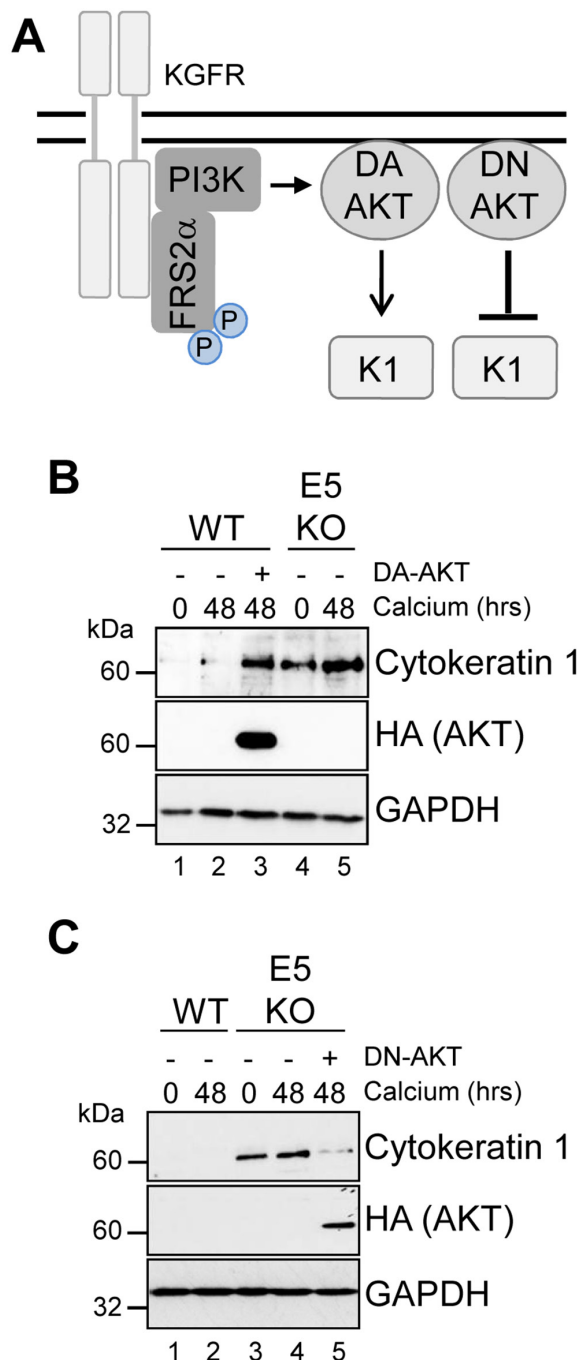 A
KGFR
PI3K
DA
AKT
DN
AKT
FRS2α
P
P
K1
K1
B
WT
E5
KO
- - + - - DA-AKT
0 48 48 0 48 Calcium (hrs)
kDa
60
Cytokeratin 1
60
HA (AKT)
32
GAPDH
1 2 3 4 5
C
WT
E5
KO
- - - - + DN-AKT
0 48 0 48 48 Calcium (hrs)
kDa
60
Cytokeratin 1
60
HA (AKT)
32
GAPDH
1 2 3 4 5